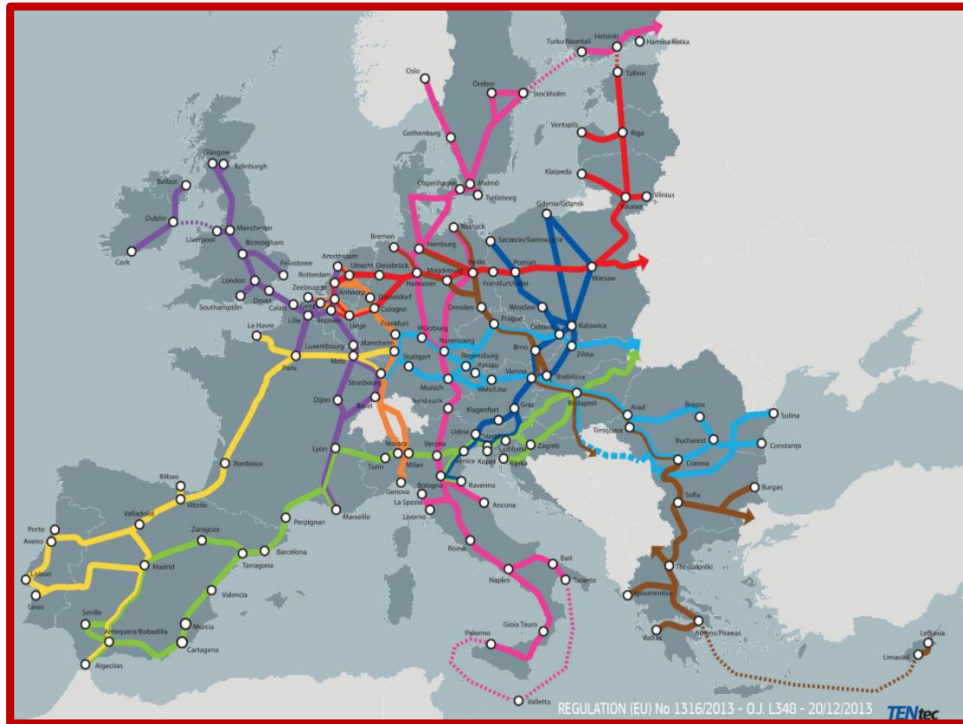 Helsinki
Turku/Naantali
Hamina Kotka
Oslo
Örebro
Stockholm
Tallinn
Gothenburg
Ventspils
Riga
Glasgow
Edinburgh
Klaipeda
Belfast
Copenhagen
Malmö
Trelleborg
Vilnius
Kaunas
Gdynia/Gdansk
Dublin
Liverpool
Manchester
Rostock
Bremen
Hamburg
Szczecin/Swinoujscie
Cork
Birmingham
Felixstowe
Amsterdam
Utrecht
Osnabrück
Rotterdam
Magdeburg
Berlin
Poznan
Warsaw
London
Zeebrugge
Hannover
Frankfurt/Oder
Southampton
Dover
Calais
Antwerp
Düsseldorf
Cologne
Wroclaw
Dresden
Lille
Brussels
Liege
Prague
Ostrava
Katowice
Le Havre
Frankfurt
Würzburg
Nuremberg
Luxembourg
Mannheim
Brno
Zilina
Paris
Metz
Stuttgart
Regensburg
Passau
Strasbourg
Munich
Wels/Linz
Vienna
Bratislava
Dijon
Basel
Innsbruck
Klagenfurt
Graz
Budapest
Arad
Timișoara
Brașov
Sulina
Udine
Ljubljana
Zagreb
Bucharest
Constanța
Lyon
Novara
Verona
Turin
Milan
Venice
Koper
Rijeka
Craiova
Bordeaux
Bilbao
Genova
Bologna
Ravenna
Vitoria
La Spezia
Livorno
Ancona
Sofia
Burgas
Marseille
Valladolid
Zaragoza
Perpignan
Porto
Aveiro
Barcelona
Madrid
Tarragona
Rome
Bari
Naples
Taranto
Thessaloniki
Lisbon
Sines
Valencia
Igoumenitsa
Seville
Murcia
Gioia Tauro
Antequera/Bobadilla
Cartagena
Palermo
Patras
Athens/Piraeus
Lefkosia
Limassol
Algeciras
Valletta
REGULATION (EU) No 1316/2013 - O.J. L348 - 20/12/2013
TENtec